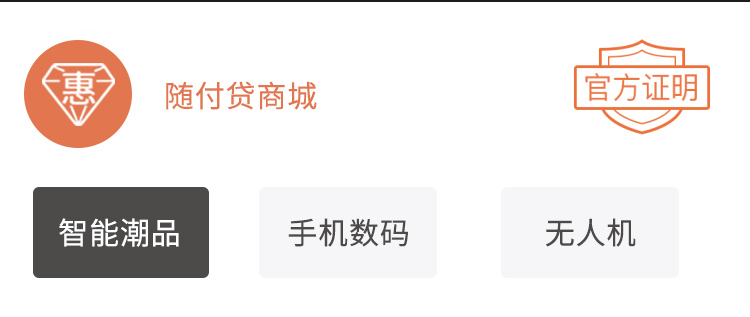 惠
随付贷商城
官方证明
智能潮品
手机数码
无人机